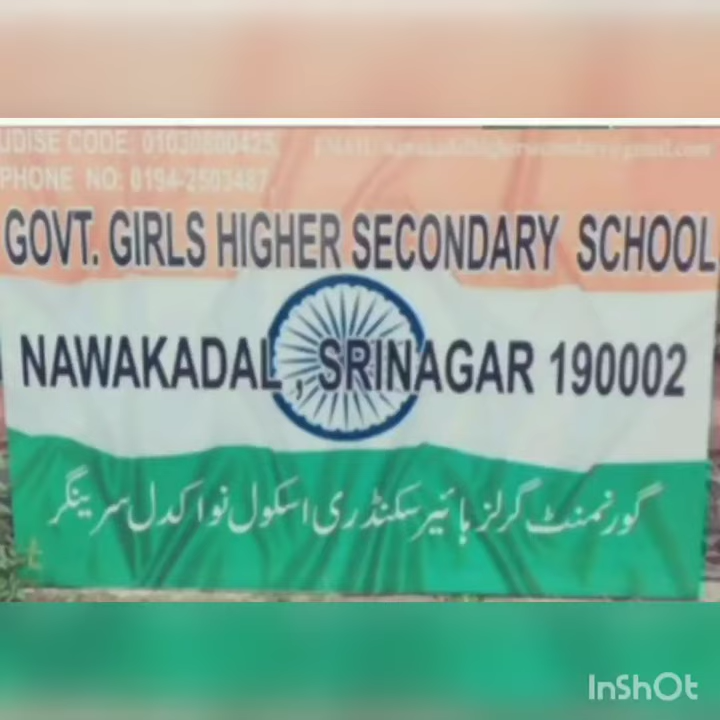 UDISE CODE: 01030800425,
PHONE NO: 0194-2503487,
GOVT. GIRLS HIGHER SECONDARY SCHOOL
NAWAKADAL, SRINAGAR 190002
گورنمنٹ گرلز ہائیر سکنڈری اسکول نواکدل سرینگر
InShOt